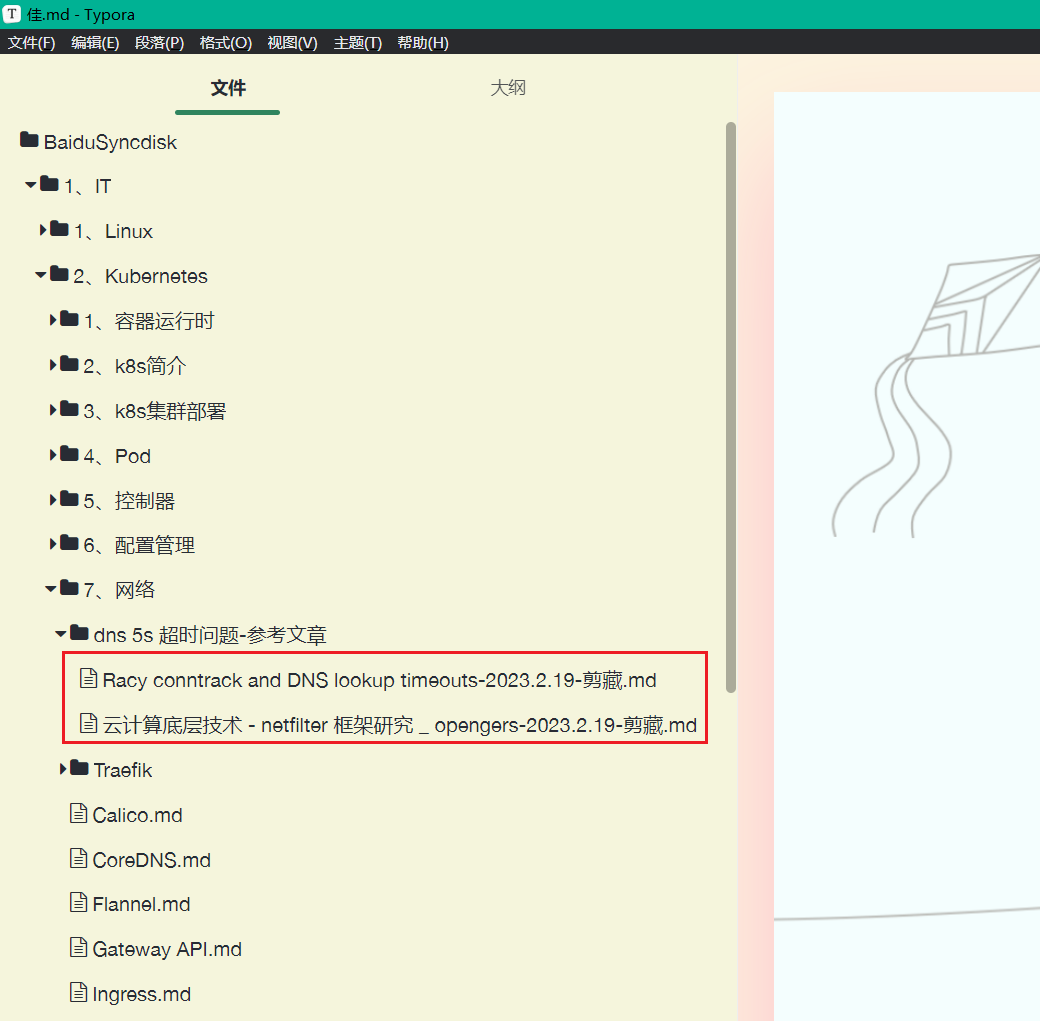 T 佳.md - Typora
文件(F) 编辑(E) 段落(P) 格式(O) 视图(V) 主题(T) 帮助(H)
文件 大纲
BaiduSyncdisk
1、IT
1、Linux
2、Kubernetes
1、容器运行时
2、k8s简介
3、k8s集群部署
4、Pod
5、控制器
6、配置管理
7、网络
dns 5s 超时问题-参考文章
Racy conntrack and DNS lookup timeouts-2023.2.19-剪藏.md
云计算底层技术 - netfilter 框架研究 _ opengers-2023.2.19-剪藏.md
Traefik
Calico.md
CoreDNS.md
Flannel.md
Gateway API.md
Ingress.md